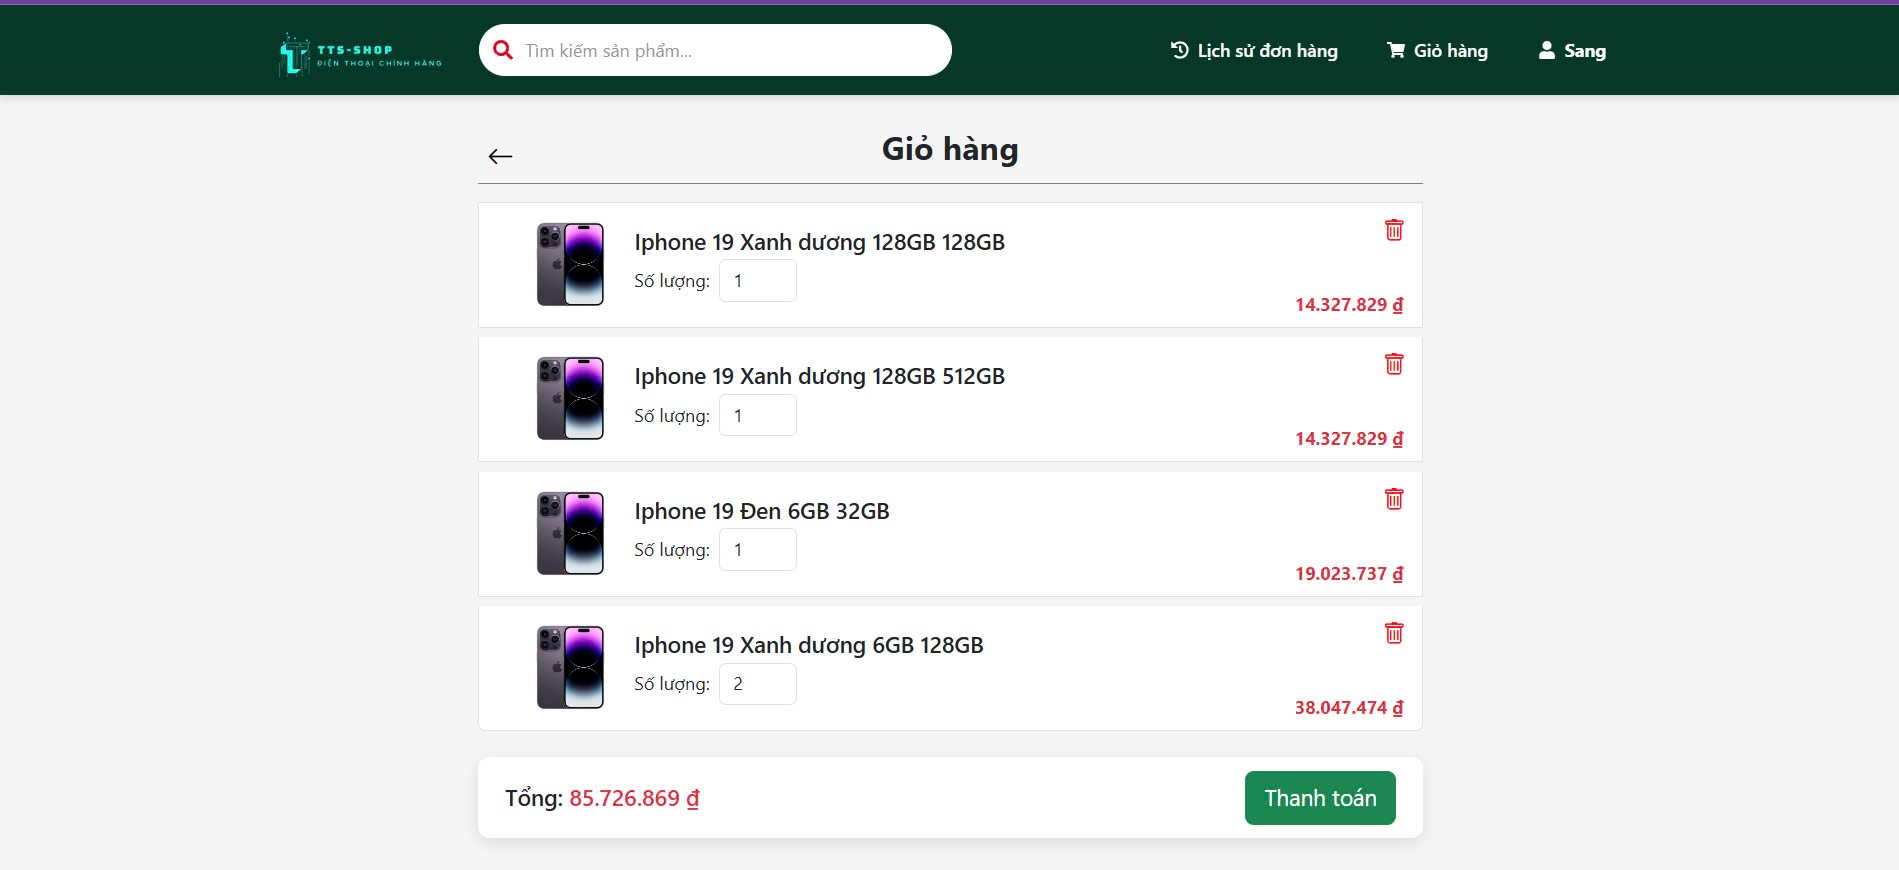 TTS-SHOP
ĐIỆN THOẠI CHÍNH HÃNG
Tìm kiếm sản phẩm...
Lịch sử đơn hàng
Giỏ hàng
Sang
Giỏ hàng
Iphone 19 Xanh dương 128GB 128GB
Số lượng: 1
14.327.829 ₫
Iphone 19 Xanh dương 128GB 512GB
Số lượng: 1
14.327.829 ₫
Iphone 19 Đen 6GB 32GB
Số lượng: 1
19.023.737 ₫
Iphone 19 Xanh dương 6GB 128GB
Số lượng: 2
38.047.474 ₫
Tổng: 85.726.869 ₫
Thanh toán